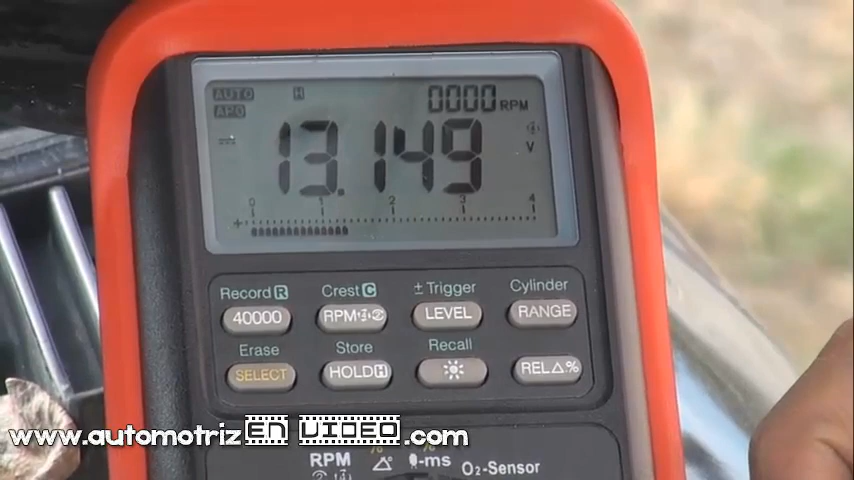 AUTO H 0000 RPM
APO
13.149 V
0 1 2 3 4
Record R Crest C ± Trigger Cylinder
40000 RPM LEVEL RANGE
Erase Store Recall
SELECT HOLD H REL△%
www.automotrizENVIDEO.com
RPM -ms O2-Sensor